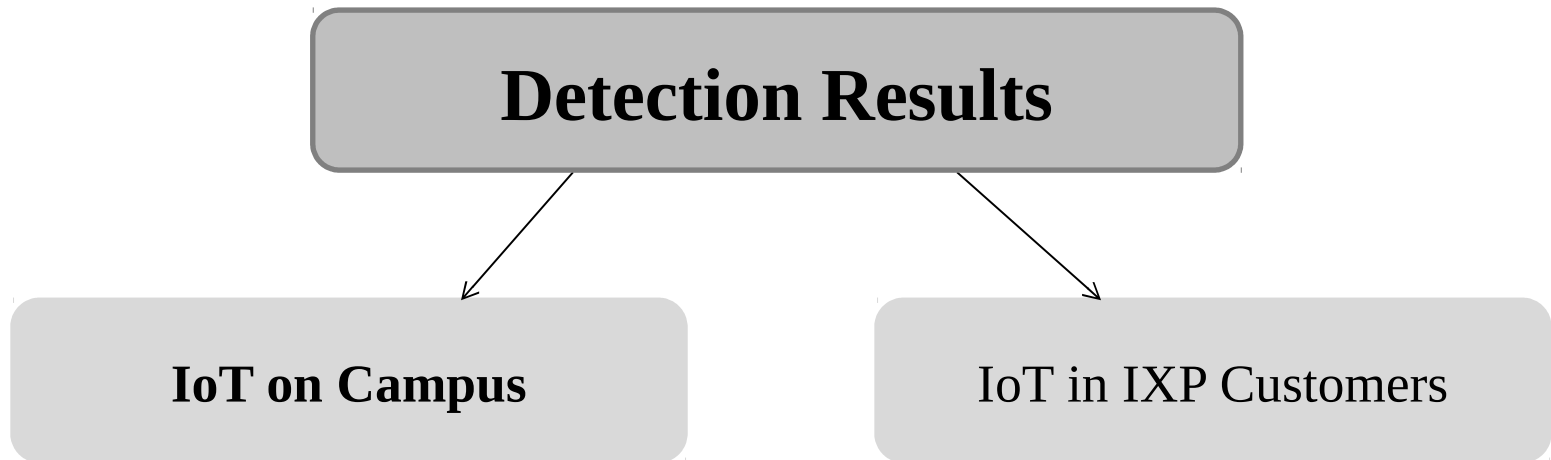 Detection Results
IoT on Campus
IoT in IXP Customers